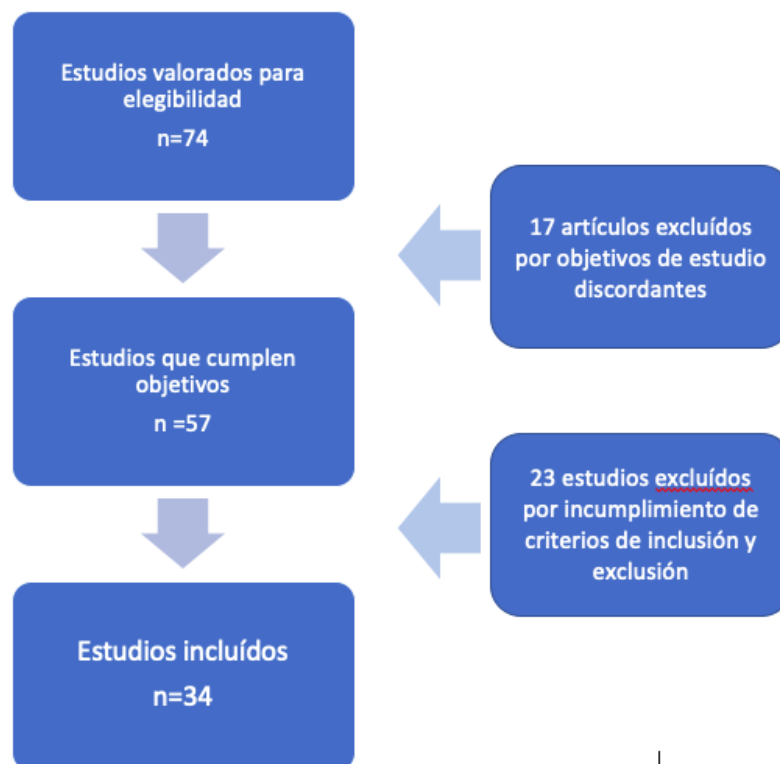 Estudios valorados para
elegibilidad
n=74
17 artículos excluídos
por objetivos de estudio
discordantes
Estudios que cumplen
objetivos
n =57
23 estudios excluídos
por incumplimiento de
criterios de inclusión y
exclusión
Estudios incluídos
n=34